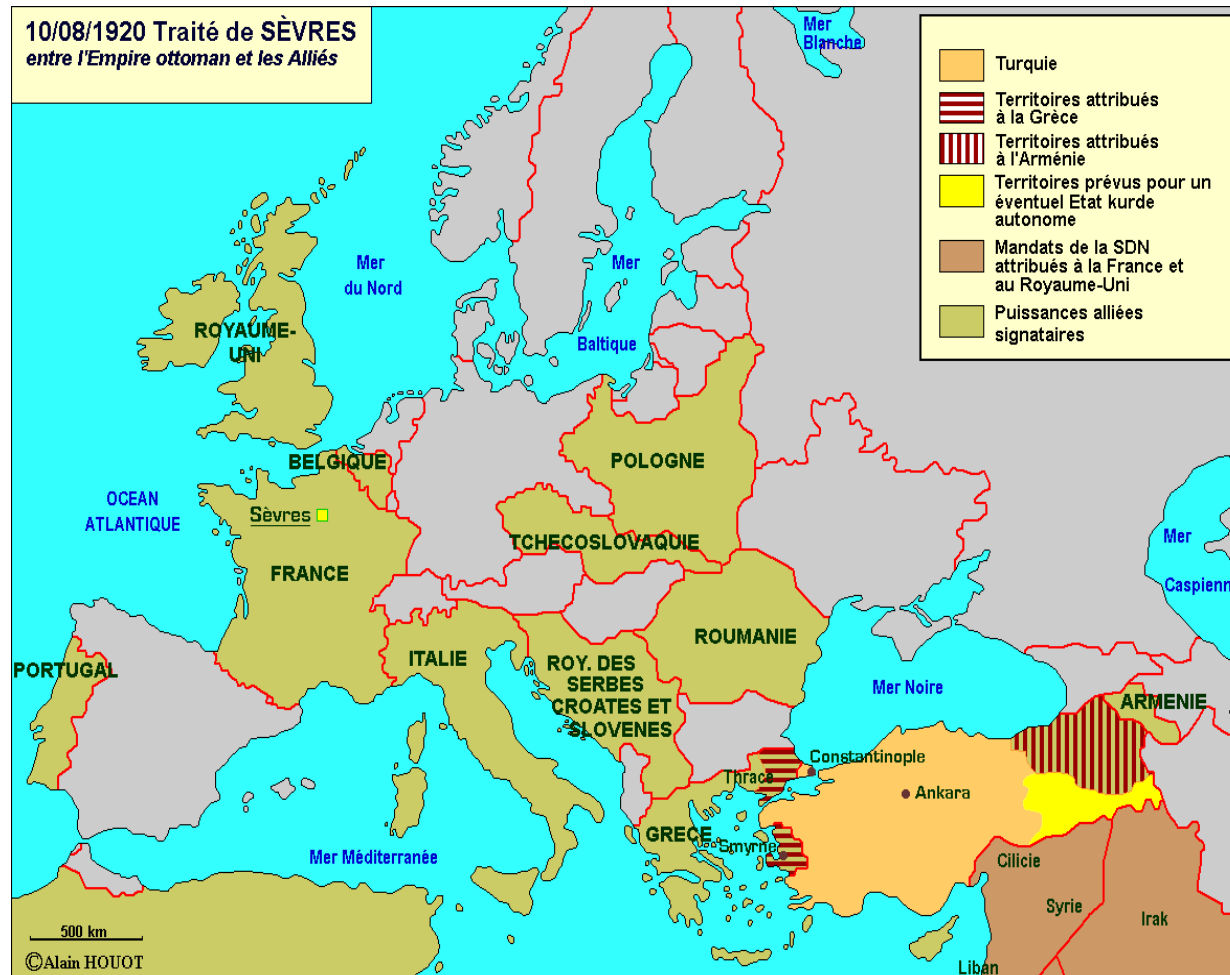 10/08/1920 Traité de SÈVRES
entre l'Empire ottoman et les Alliés
Mer
Blanche
Turquie
Territoires attribués
à la Grèce
Territoires attribués
à l'Arménie
Territoires prévus pour un
éventuel Etat kurde
autonome
Mandats de la SDN
attribués à la France et
au Royaume-Uni
Puissances alliées
signataires
Mer
du Nord
Mer
Baltique
ROYAUME-
UNI
BELGIQUE
POLOGNE
OCEAN
ATLANTIQUE
Sèvres
TCHECOSLOVAQUIE
FRANCE
Mer
Caspienn
ROUMANIE
ITALIE
ROY. DES
SERBES
CROATES ET
SLOVENES
PORTUGAL
Mer Noire
ARMENIE
Constantinople
Thrace
Ankara
GRECE
Smyrne
Mer Méditerranée
Cilicie
Syrie
Irak
Liban
500 km
©Alain HOUOT